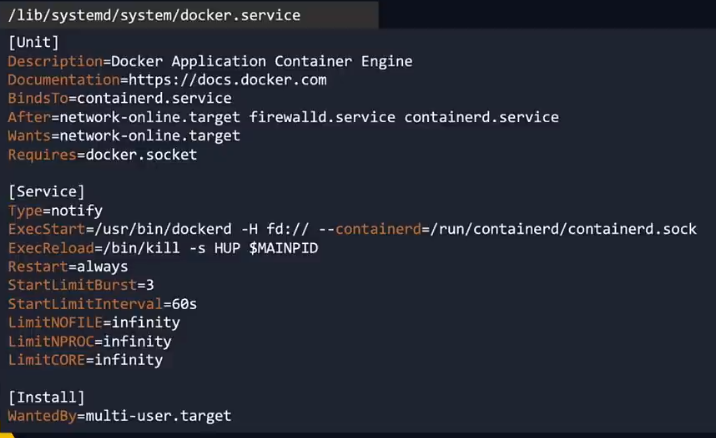 /lib/systemd/system/docker.service
[Unit]
Description=Docker Application Container Engine
Documentation=https://docs.docker.com
BindsTo=containerd.service
After=network-online.target firewalld.service containerd.service
Wants=network-online.target
Requires=docker.socket
[Service]
Type=notify
ExecStart=/usr/bin/dockerd -H fd:// --containerd=/run/containerd/containerd.sock
ExecReload=/bin/kill -s HUP $MAINPID
Restart=always
StartLimitBurst=3
StartLimitInterval=60s
LimitNOFILE=infinity
LimitNPROC=infinity
LimitCORE=infinity
[Install]
WantedBy=multi-user.target